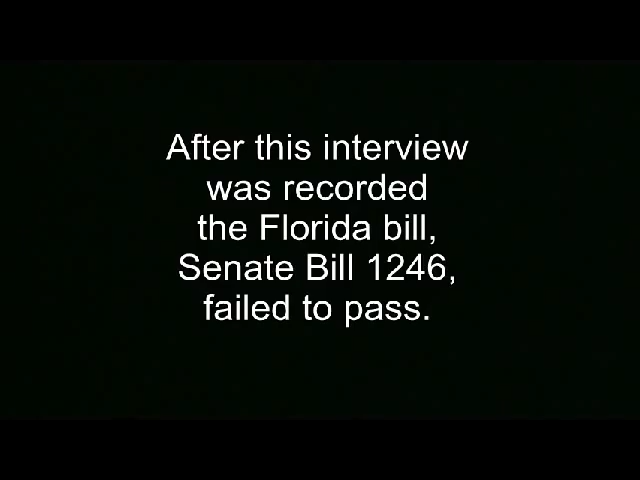 After this interview
was recorded
the Florida bill,
Senate Bill 1246,
failed to pass.